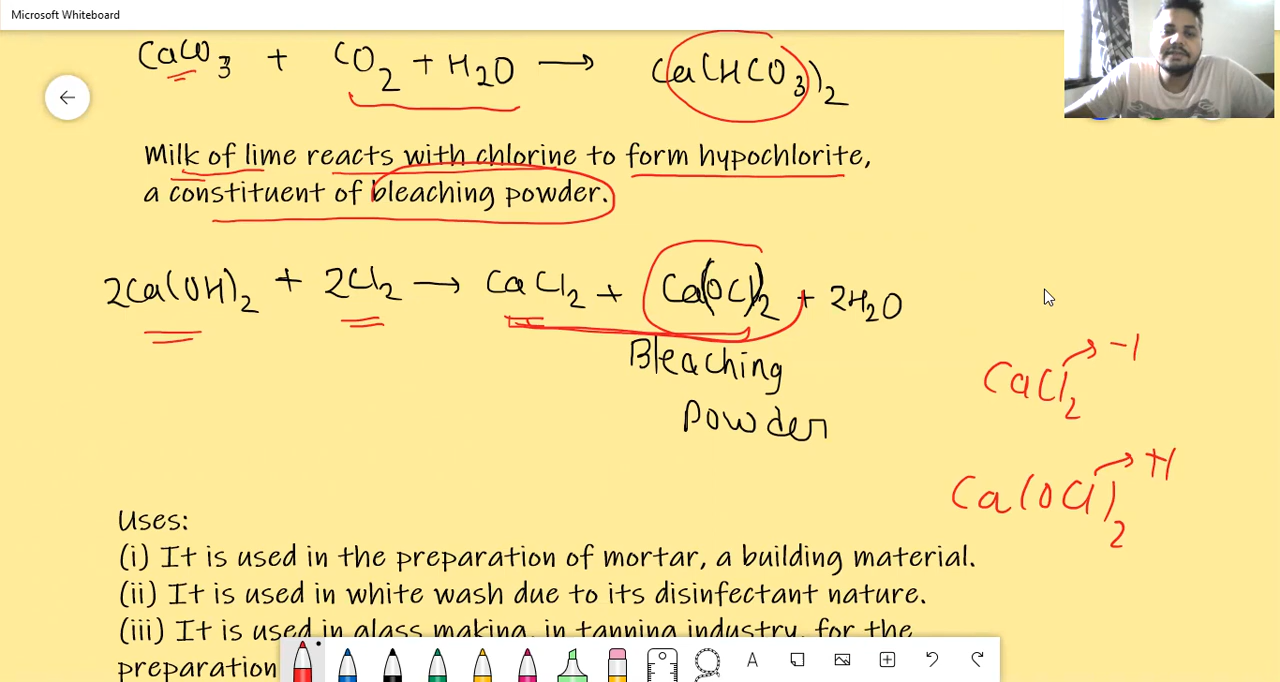 Microsoft Whiteboard
CaCO3 + CO2 + H2O → Ca(HCO3)2
Milk of lime reacts with chlorine to form hypochlorite,
a constituent of bleaching powder.
2Ca(OH)2 + 2Cl2 → CaCl2 + Ca(OCl)2 + 2H2O
Bleaching
Powder
CaCl2 → -1
Ca(OCl)2 → +1
Uses:
(i) It is used in the preparation of mortar, a building material.
(ii) It is used in white wash due to its disinfectant nature.
(iii) It is used in glass making, in tanning industry, for the
preparation
A